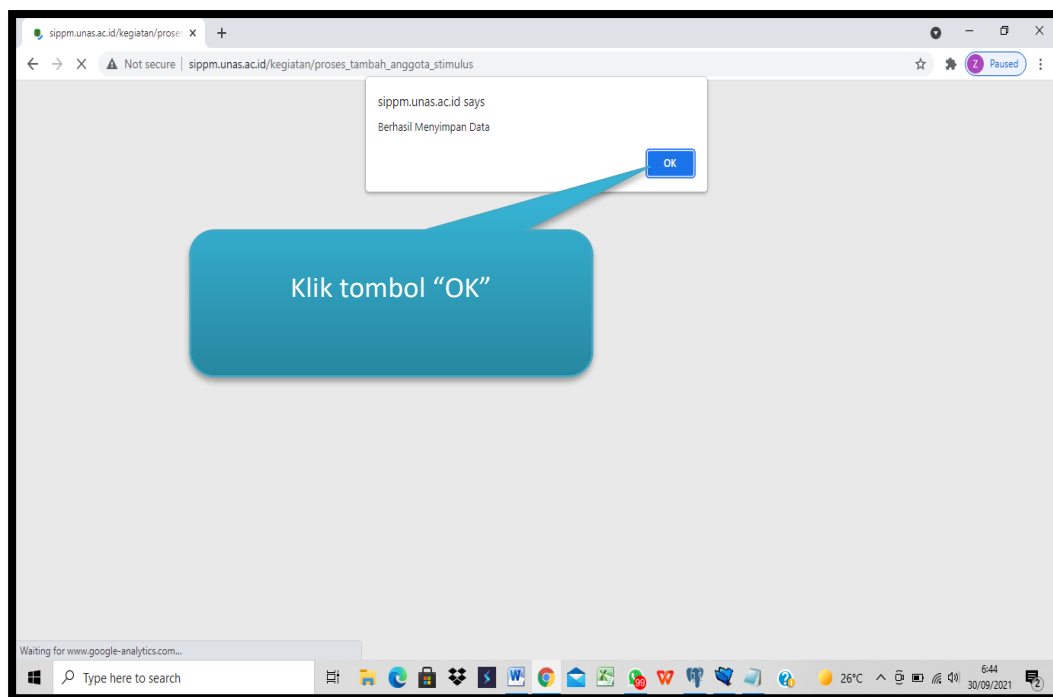 sippm.unas.ac.id/kegiatan/prose
Not secure | sippm.unas.ac.id/kegiatan/proses_tambah_anggota_stimulus
Z Paused
sippm.unas.ac.id says
Berhasil Menyimpan Data
OK
Klik tombol “OK”
Waiting for www.google-analytics.com...
Type here to search
99
26°C
6:44
30/09/2021
2